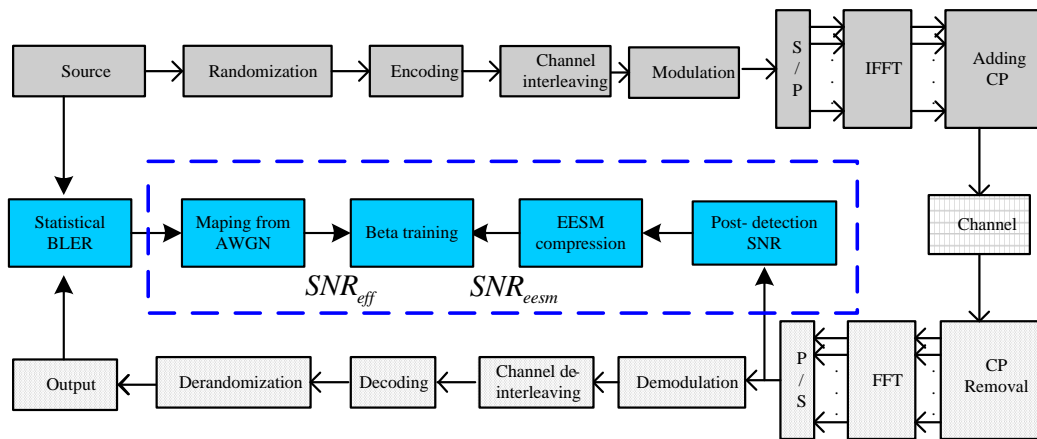 Source
Randomization
Encoding
Channel
interleaving
Modulation
S
/
P
IFFT
Adding
CP
Statistical
BLER
Maping from
AWGN
Beta training
EESM
compression
Post- detection
SNR
Channel
SNR_eff
SNR_eesm
Output
Derandomization
Decoding
Channel de-
interleaving
Demodulation
P
/
S
FFT
CP
Removal